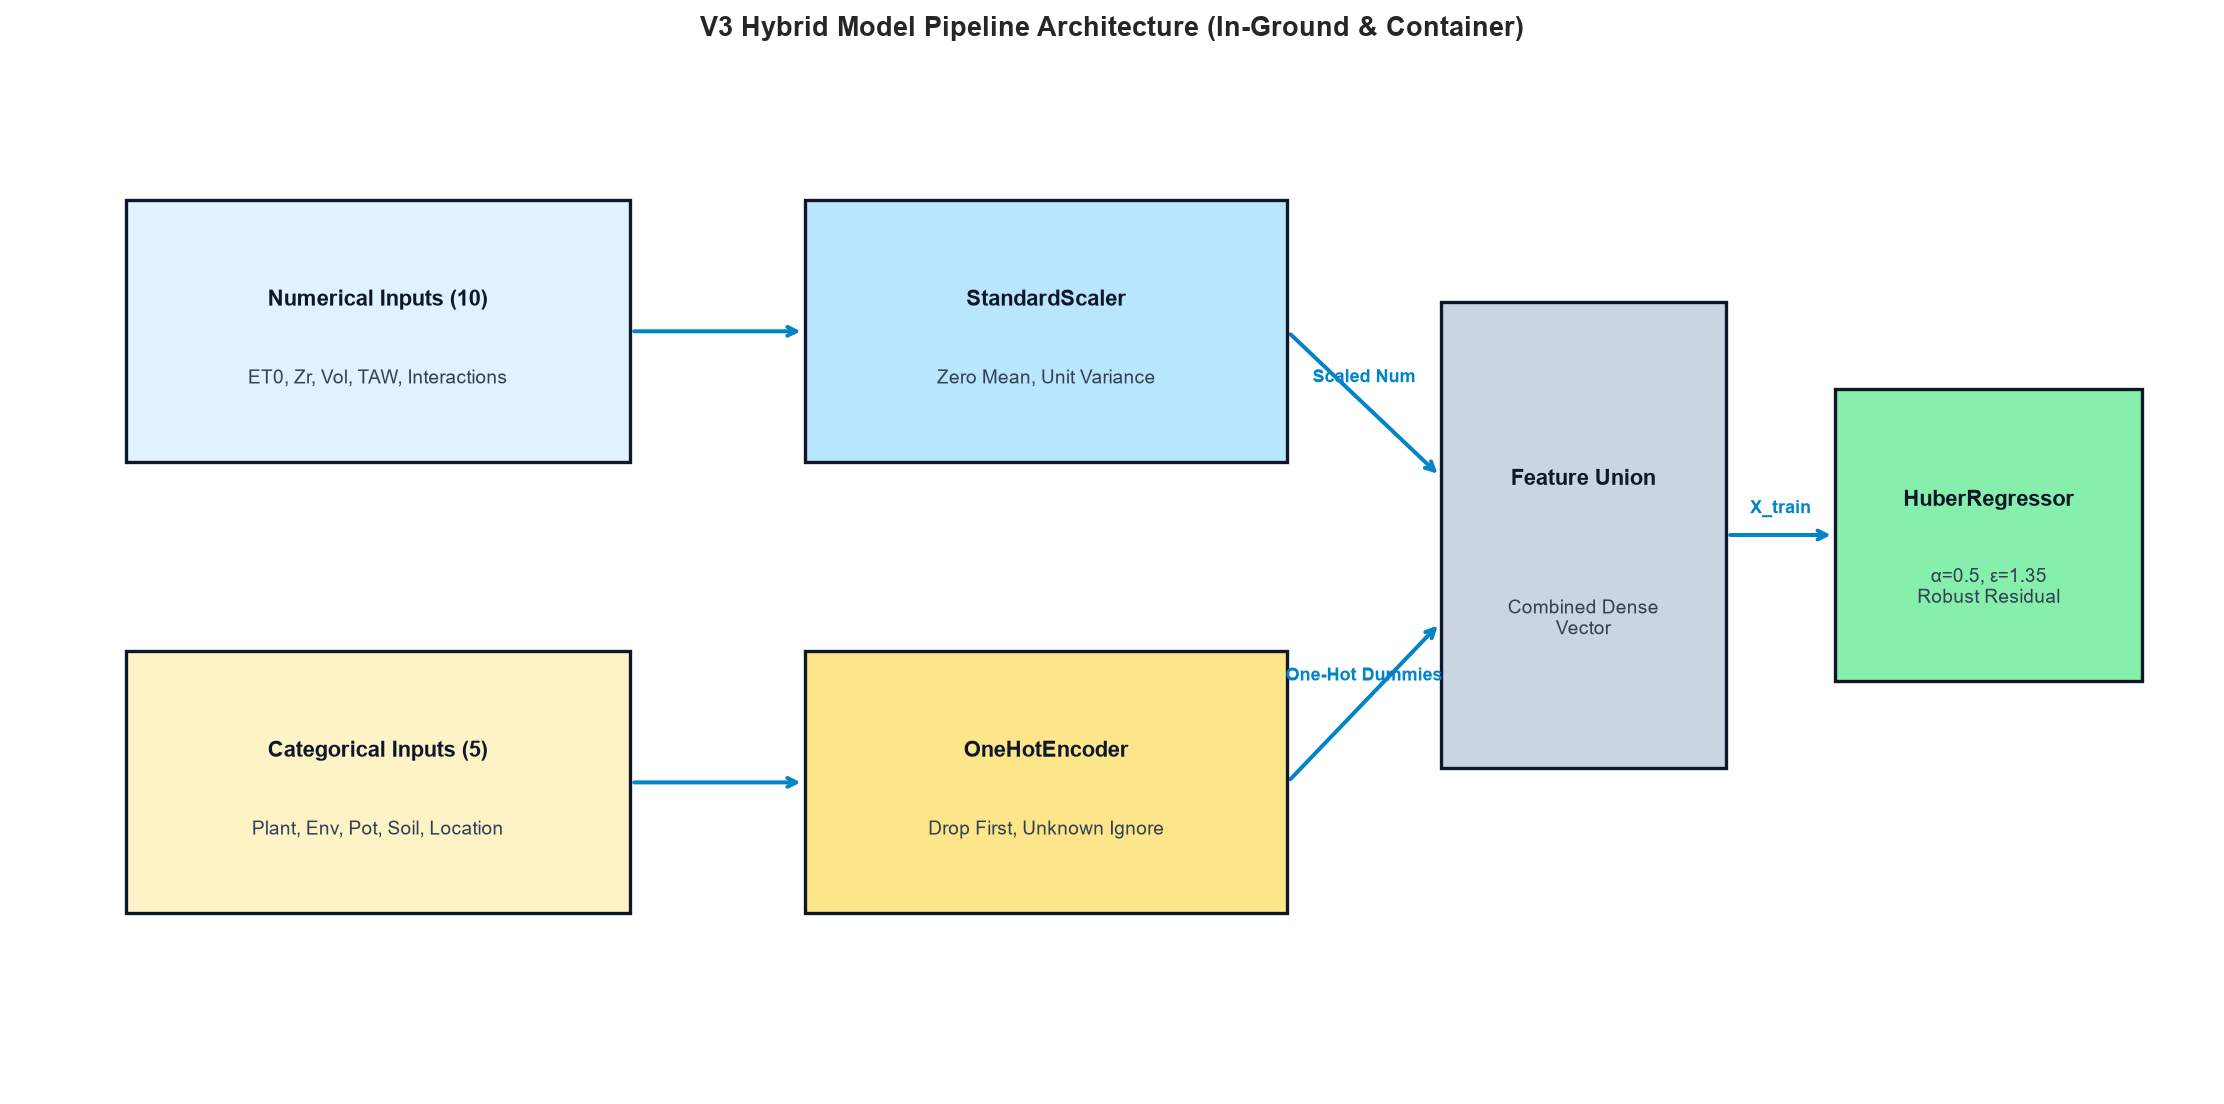 V3 Hybrid Model Pipeline Architecture (In-Ground & Container)
Numerical Inputs (10)
ET0, Zr, Vol, TAW, Interactions
StandardScaler
Zero Mean, Unit Variance
Scaled Num
Categorical Inputs (5)
Plant, Env, Pot, Soil, Location
OneHotEncoder
Drop First, Unknown Ignore
One-Hot Dummies
Feature Union
Combined Dense
Vector
X_train
HuberRegressor
α=0.5, ε=1.35
Robust Residual